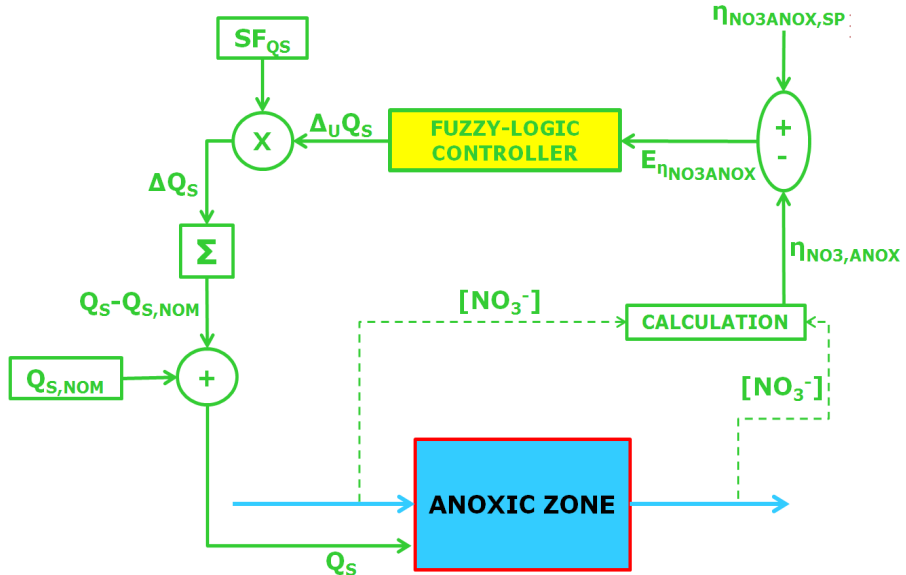 η_NO3ANOX,SP
SF_QS
FUZZY-LOGIC
CONTROLLER
Δ_UQ_S
X
+
-
E_ηNO3ANOX
ΔQ_S
Σ
η_NO3,ANOX
Q_S-Q_S,NOM
[NO₃⁻]
CALCULATION
Q_S,NOM
+
[NO₃⁻]
ANOXIC ZONE
Q_S